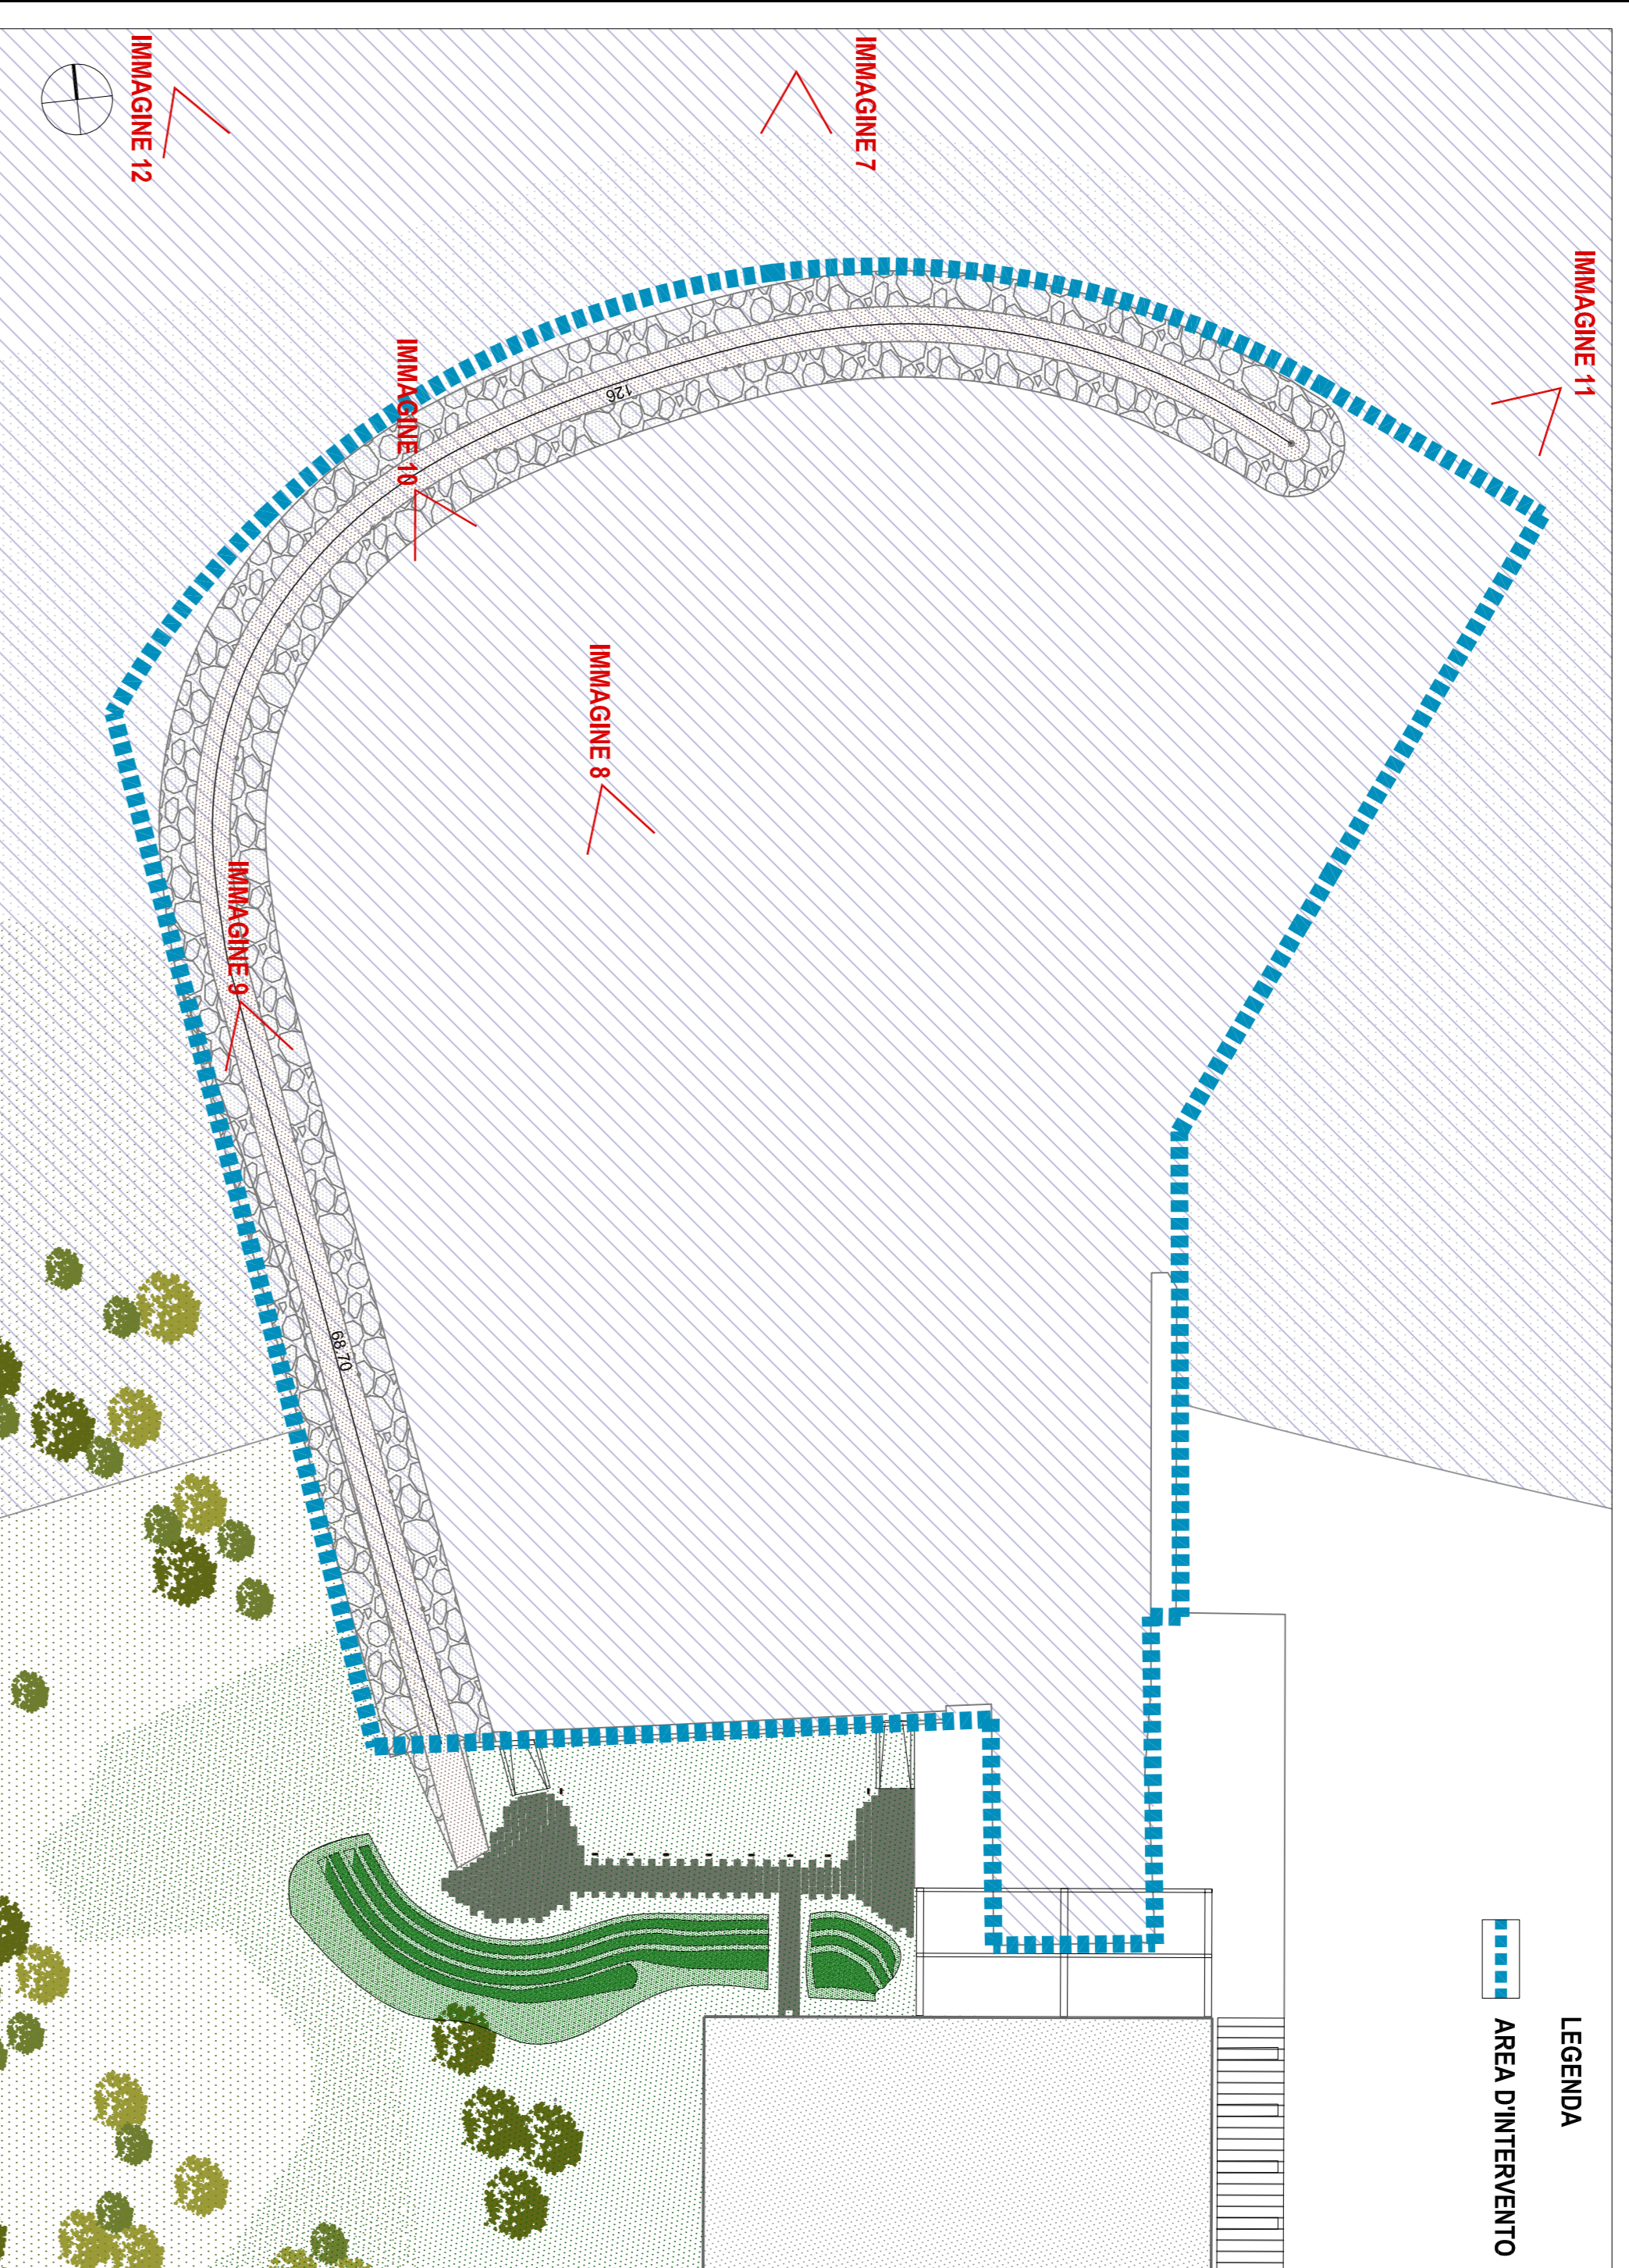 IMMAGINE 11
IMMAGINE 7
IMMAGINE 12
IMMAGINE 10
IMMAGINE 8
IMMAGINE 9
126
68,70
LEGENDA
AREA D'INTERVENTO